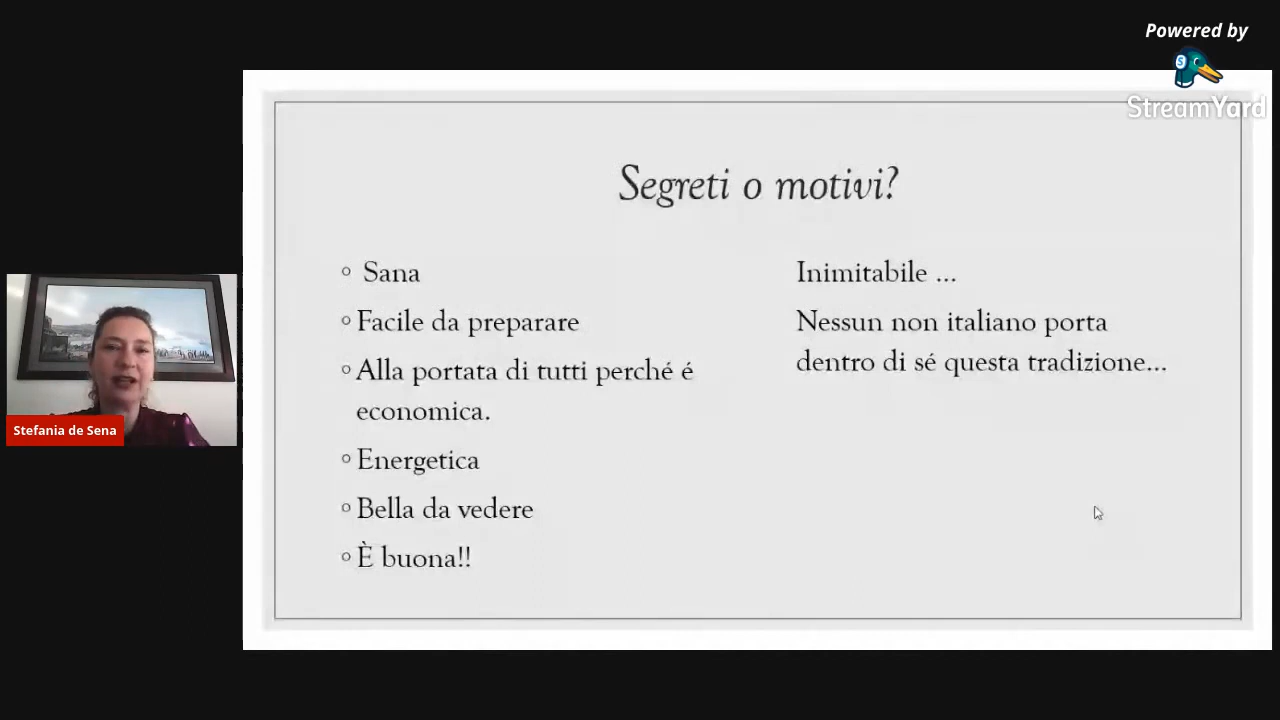 Powered by
StreamYard
Segreti o motivi?
Sana
Facile da preparare
Alla portata di tutti perché é
economica.
Energetica
Bella da vedere
È buona!!
Inimitabile ...
Nessun non italiano porta
dentro di sé questa tradizione...
Stefania de Sena